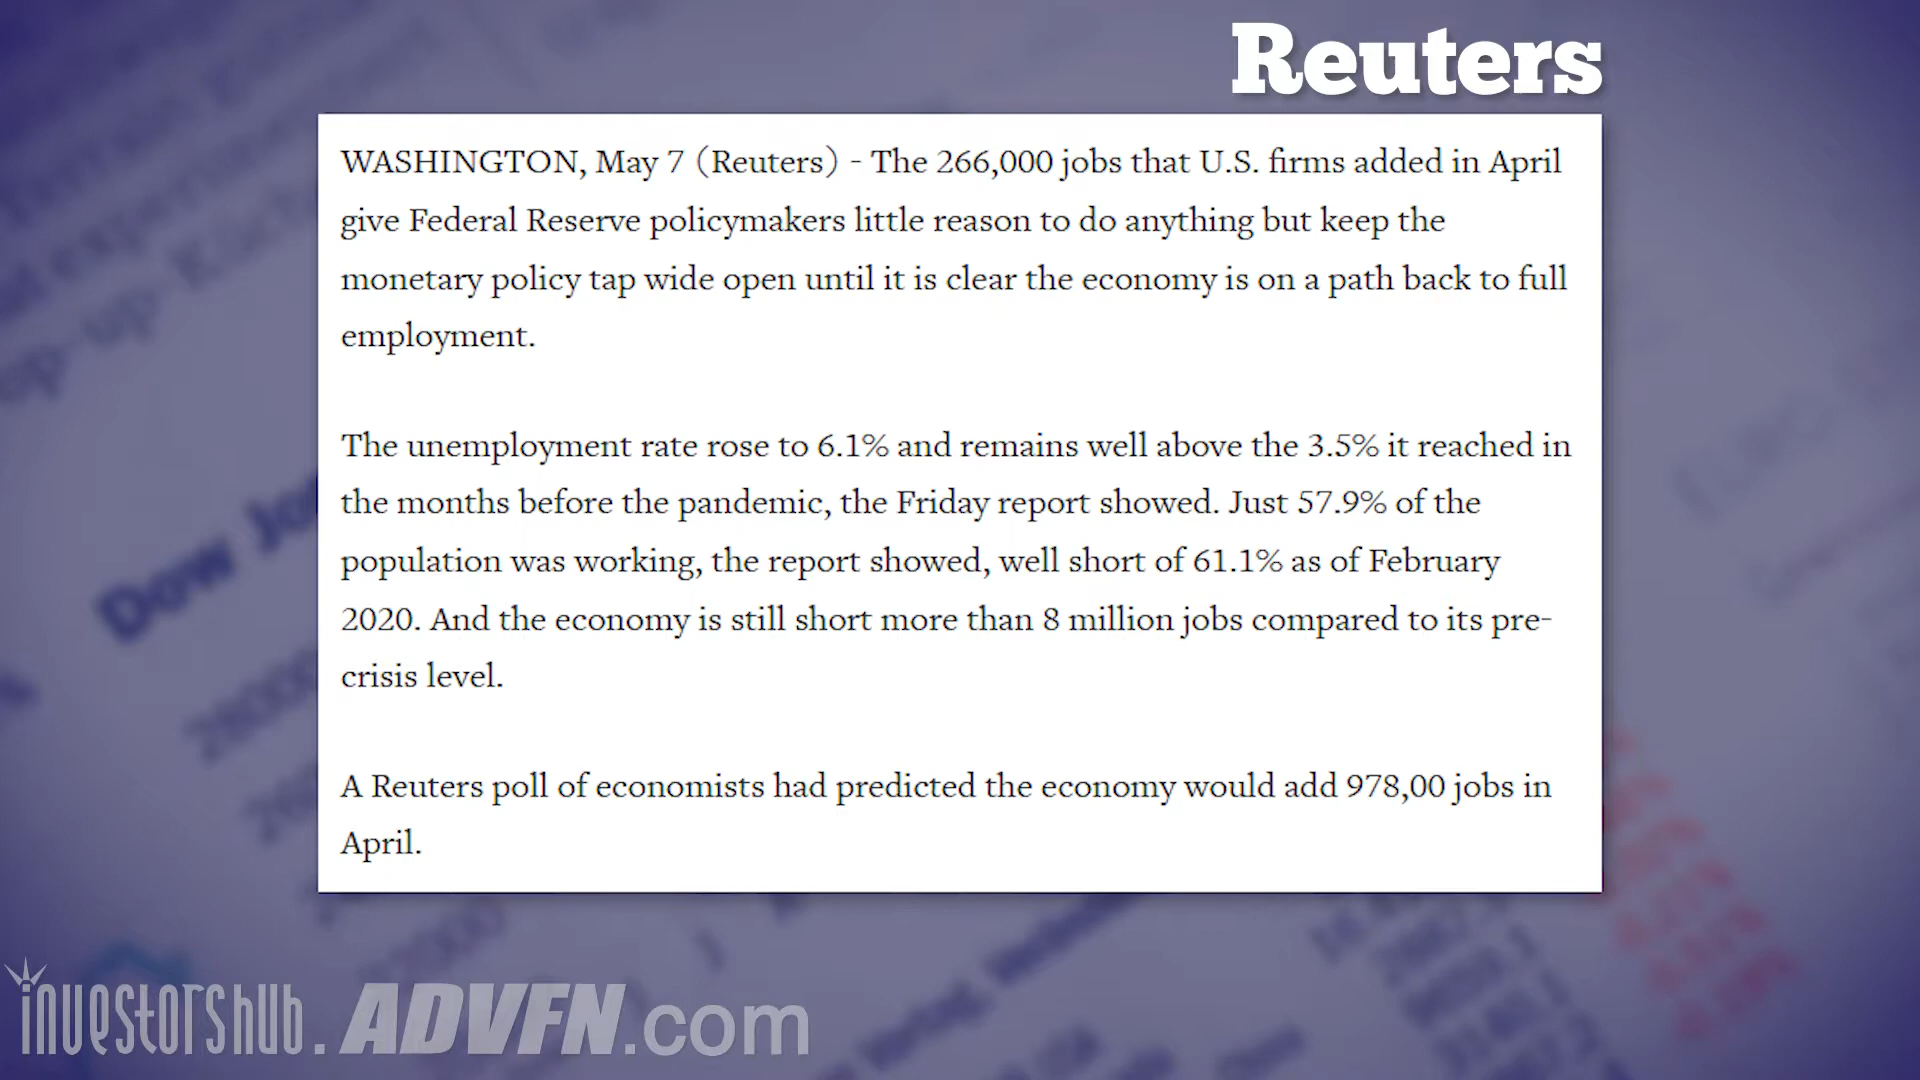 Reuters
WASHINGTON, May 7 (Reuters) - The 266,000 jobs that U.S. firms added in April
give Federal Reserve policymakers little reason to do anything but keep the
monetary policy tap wide open until it is clear the economy is on a path back to full
employment.
The unemployment rate rose to 6.1% and remains well above the 3.5% it reached in
the months before the pandemic, the Friday report showed. Just 57.9% of the
population was working, the report showed, well short of 61.1% as of February
2020. And the economy is still short more than 8 million jobs compared to its pre-
crisis level.
A Reuters poll of economists had predicted the economy would add 978,00 jobs in
April.
Dow Jo
28000
investorshub.ADVFN.com